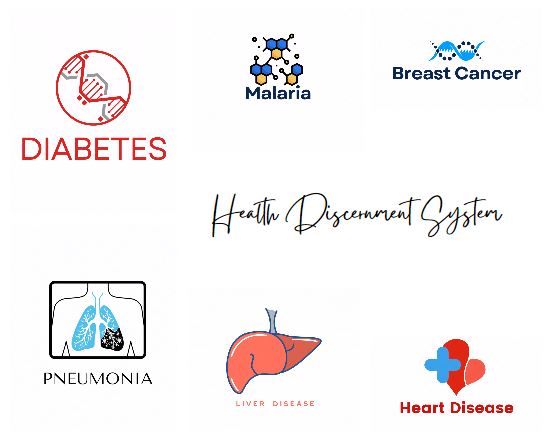 Malaria
Breast Cancer
DIABETES
Health Discernment System
PNEUMONIA
LIVER DISEASE
Heart Disease